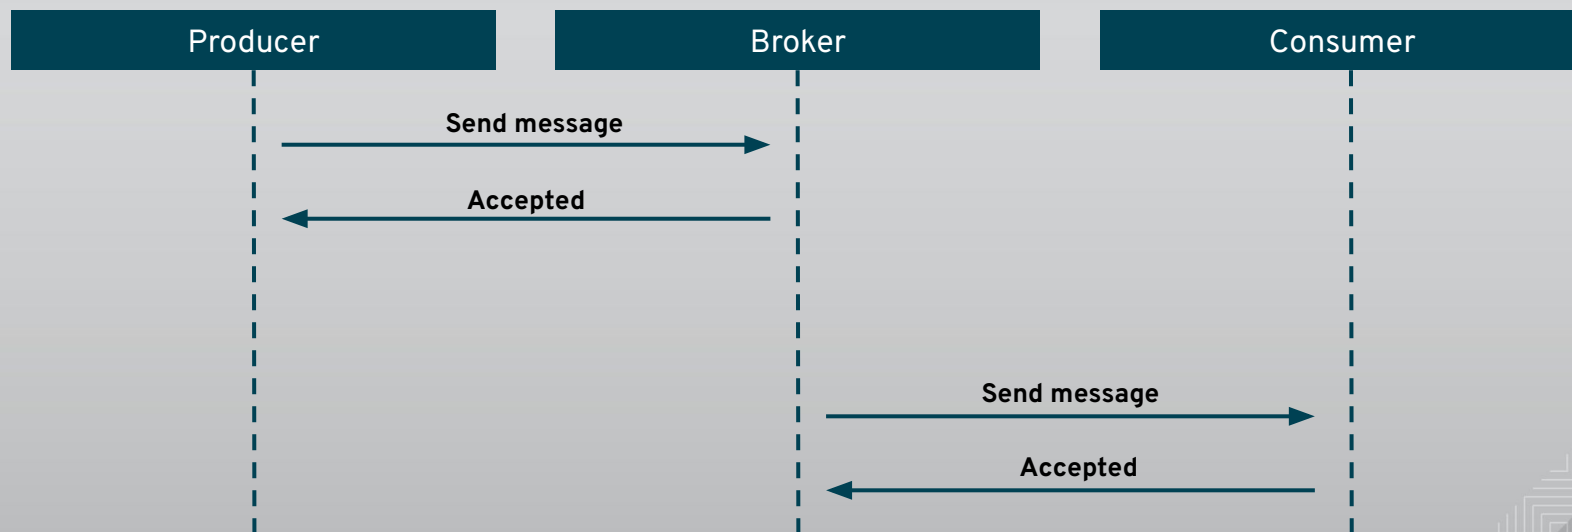 Producer
Broker
Consumer
Send message
Accepted
Send message
Accepted